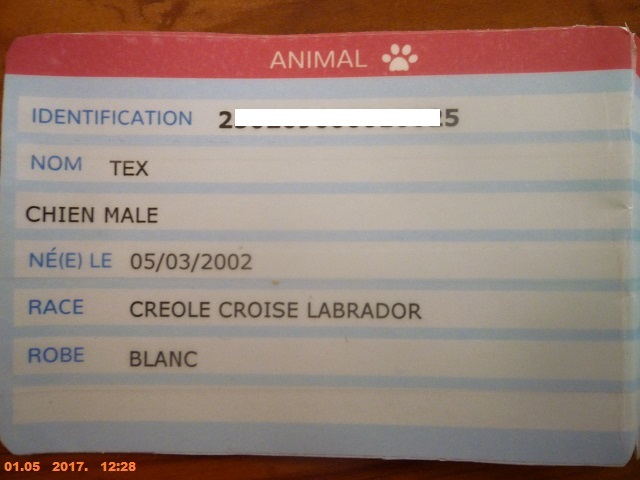 ANIMAL
IDENTIFICATION
NOM TEX
CHIEN MALE
NÉ(E) LE 05/03/2002
RACE CREOLE CROISE LABRADOR
ROBE BLANC
01.05 2017. 12:28